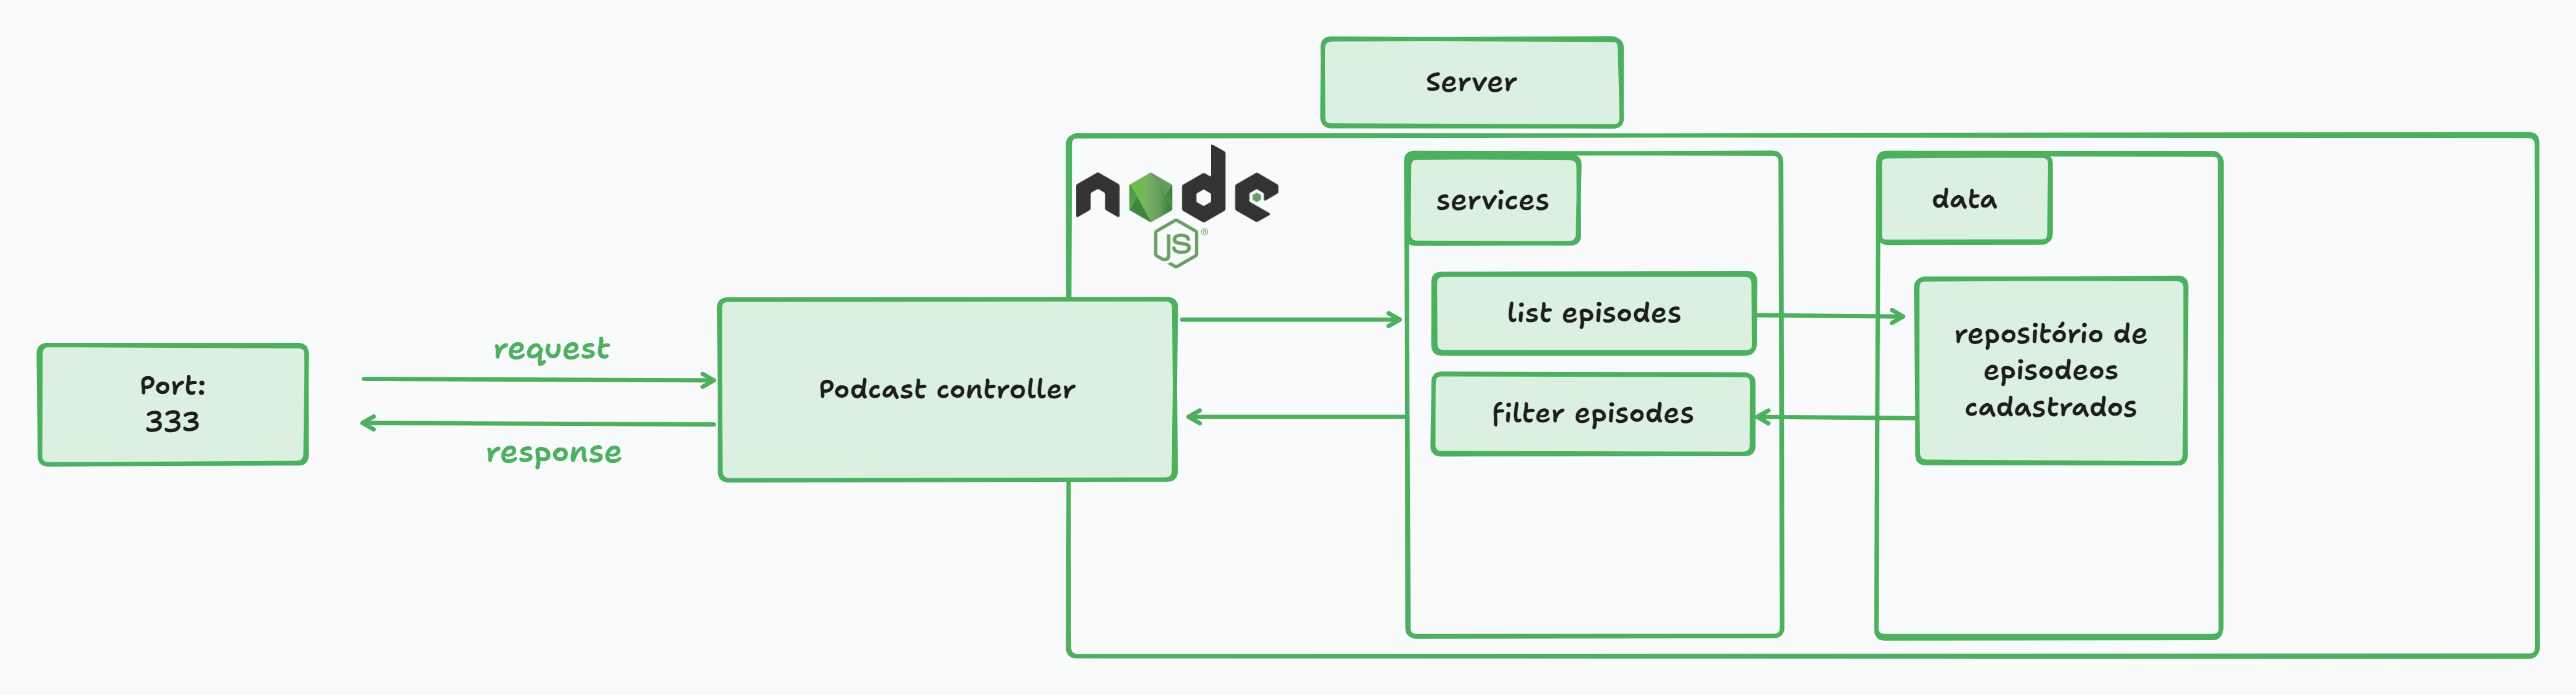 Server
node
JS®
services
data
list episodes
repositório de
episodeos
cadastrados
request
Port:
333
Podcast controller
filter episodes
response